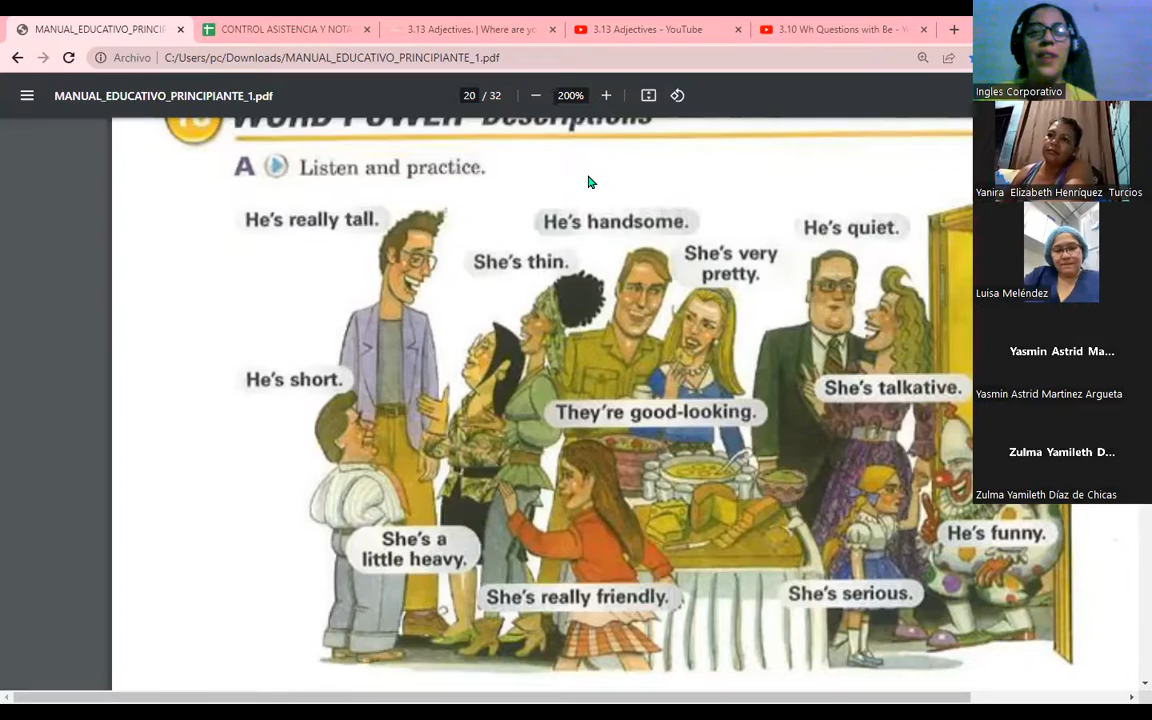 MANUAL_EDUCATIVO_PRINCIP
CONTROL ASISTENCIA Y NOTA
3.13 Adjectives. | Where are yo
3.13 Adjectives - YouTube
3.10 Wh Questions with Be - Y
Archivo
C:/Users/pc/Downloads/MANUAL_EDUCATIVO_PRINCIPIANTE_1.pdf
MANUAL_EDUCATIVO_PRINCIPIANTE_1.pdf
20 / 32
200%
WORD POWER Descriptions
A Listen and practice.
He's really tall.
He's handsome.
He's quiet.
She's thin.
She's very
pretty.
He's short.
She's talkative.
They're good-looking.
She's a
little heavy.
He's funny.
She's really friendly.
She's serious.
Ingles Corporativo
Yanira Elizabeth Henríquez Turcios
Luisa Meléndez
Yasmin Astrid Ma...
Yasmin Astrid Martinez Argueta
Zulma Yamileth D...
Zulma Yamileth Díaz de Chicas